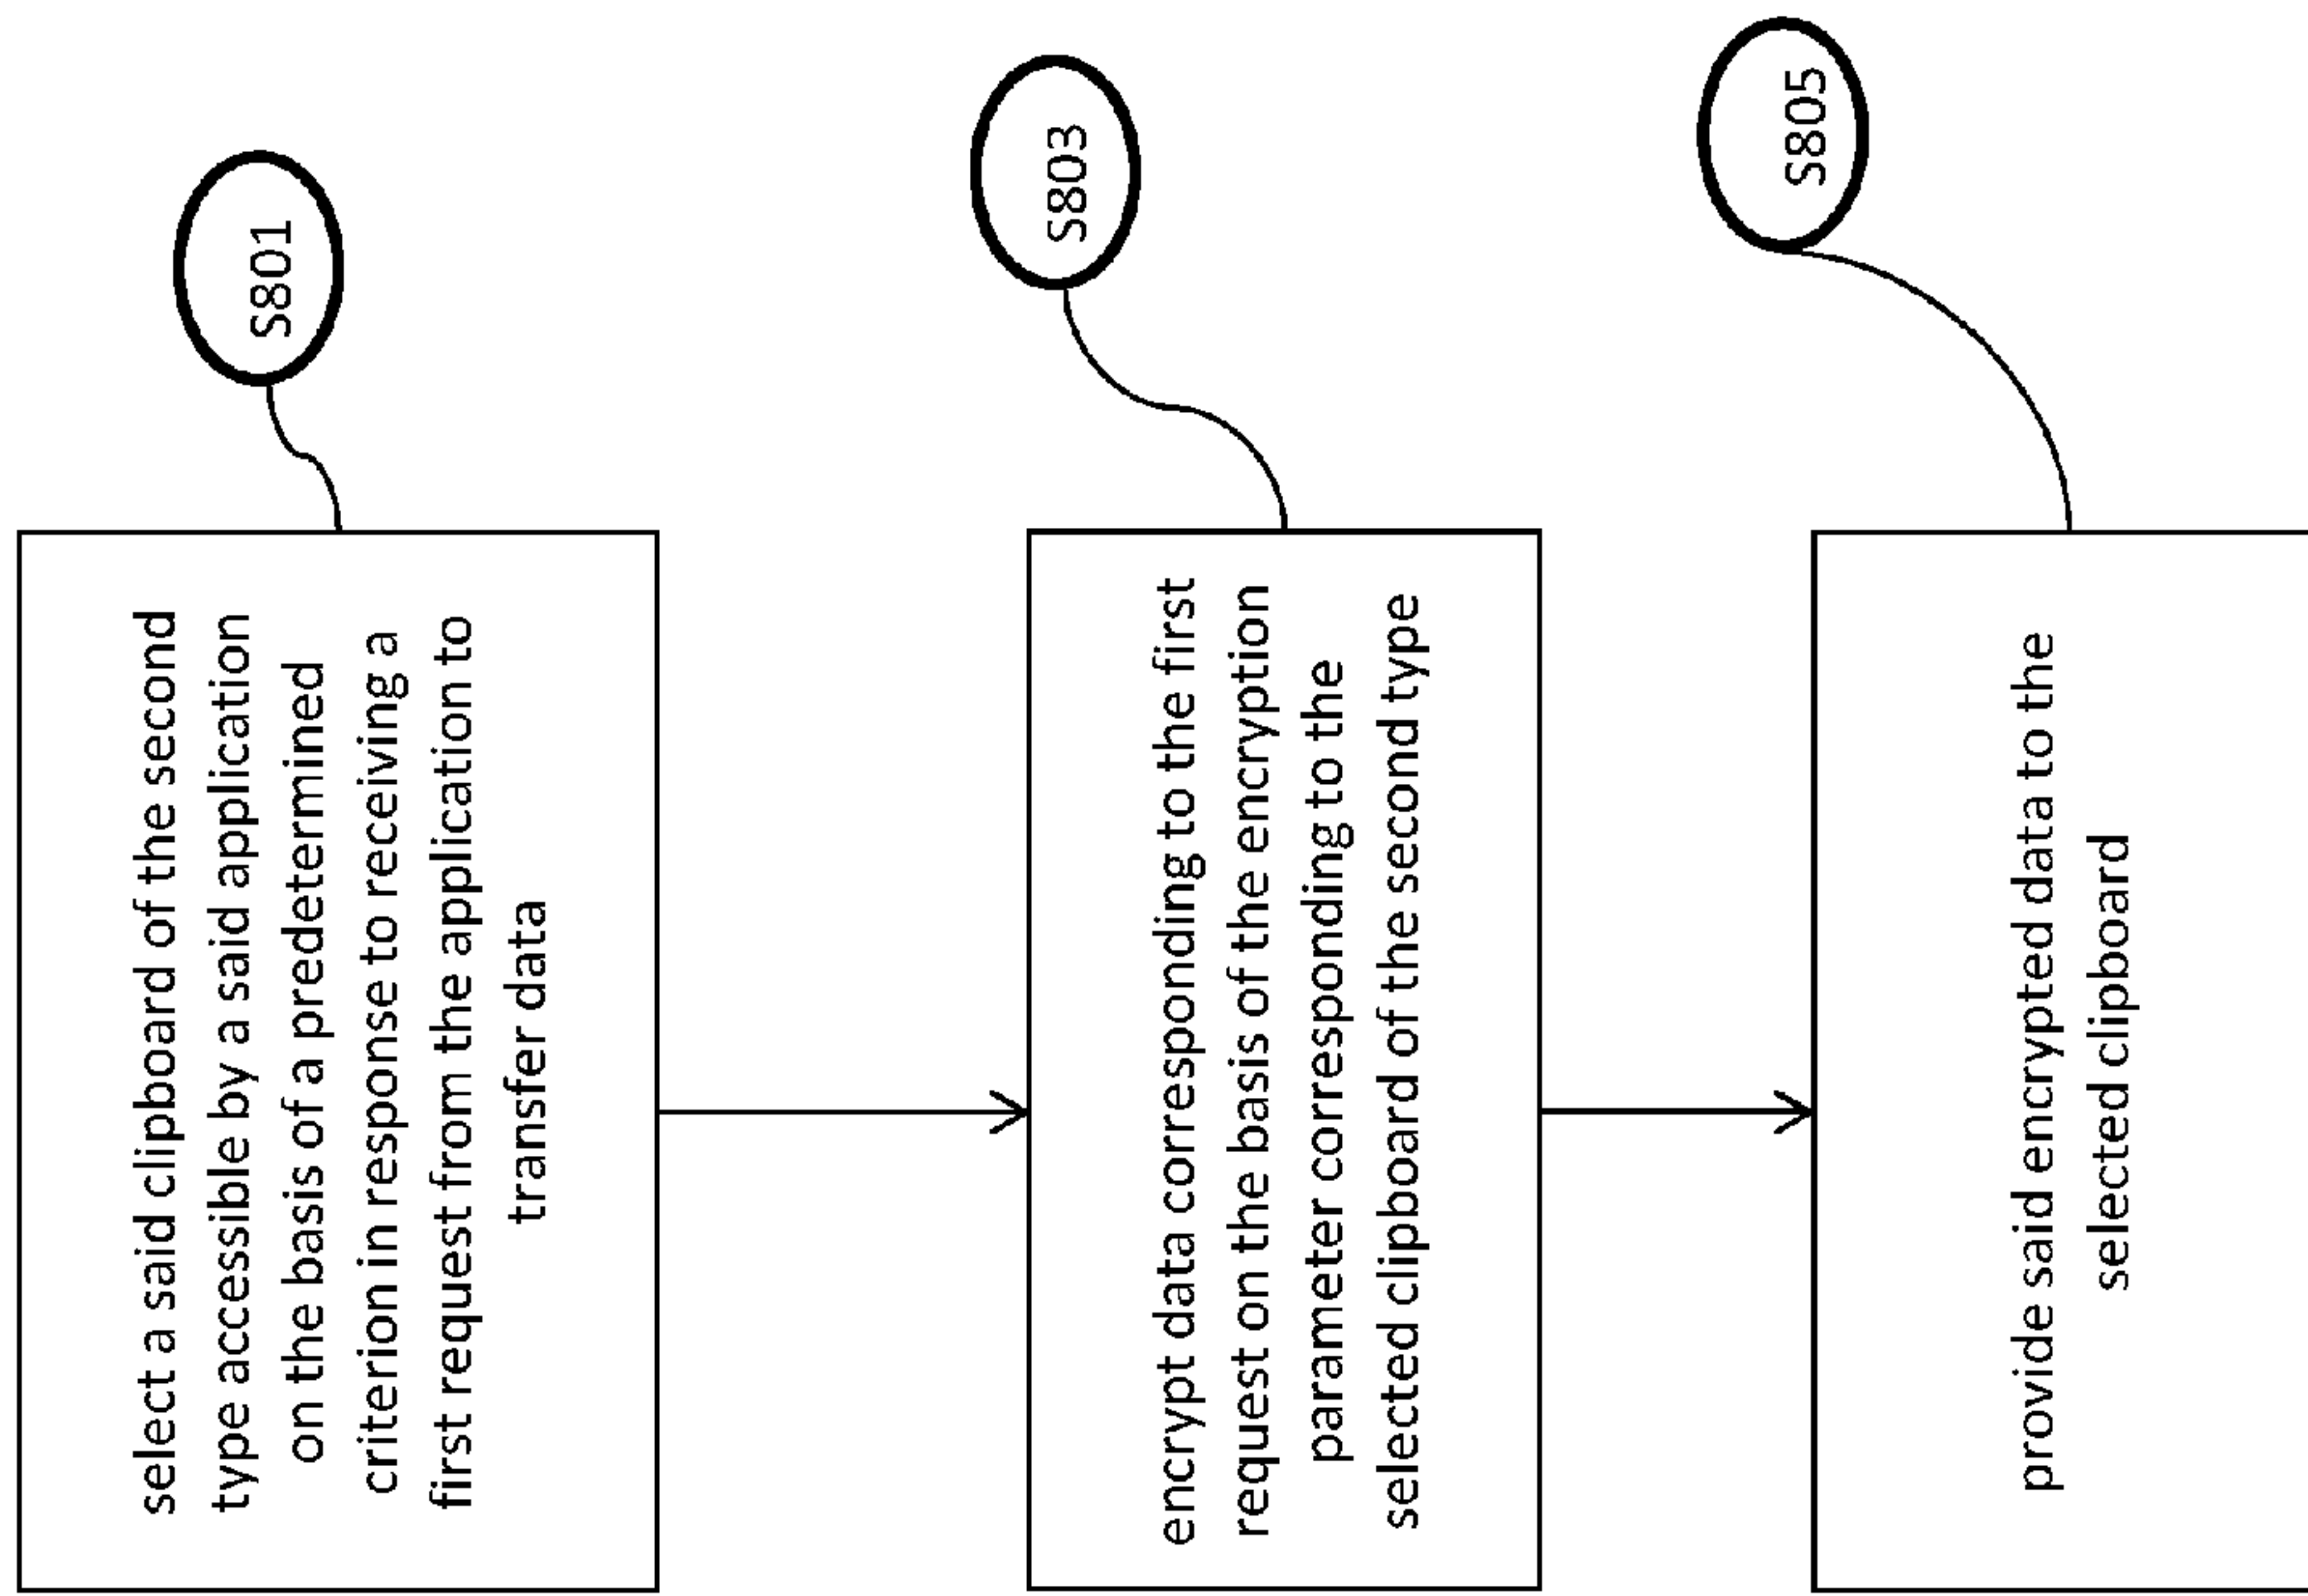 S801
select a said clipboard of the second
type accessible by a said application
on the basis of a predetermined
criterion in response to receiving a
first request from the application to
transfer data
S803
encrypt data corresponding to the first
request on the basis of the encryption
parameter corresponding to the
selected clipboard of the second type
S805
provide said encrypted data to the
selected clipboard